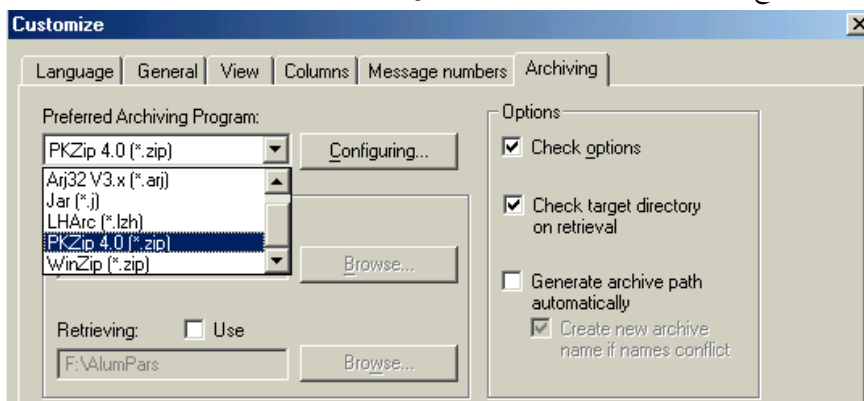 Customize
Language General View Columns Message numbers Archiving
Preferred Archiving Program:
PKZip 4.0 (*.zip)
Configuring...
Arj32 V3.x (*.arj)
Jar (*.j)
LHArc (*.lzh)
PKZip 4.0 (*.zip)
WinZip (*.zip)
Browse...
Retrieving: Use
F:\AlumPars
Browse...
Options
Check options
Check target directory
on retrieval
Generate archive path
automatically
Create new archive
name if names conflict